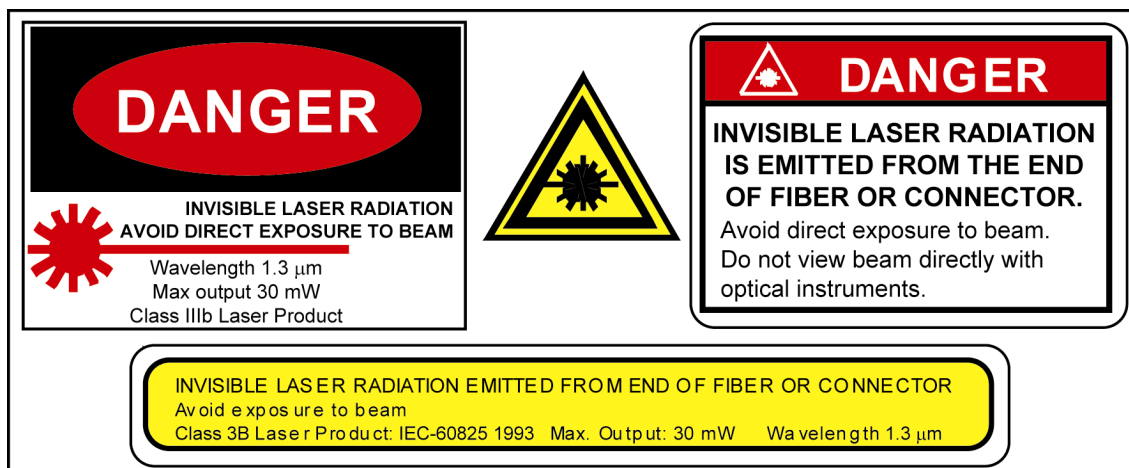 DANGER
INVISIBLE LASER RADIATION
AVOID DIRECT EXPOSURE TO BEAM
Wavelength 1.3 μm
Max output 30 mW
Class IIIb Laser Product
DANGER
INVISIBLE LASER RADIATION
IS EMITTED FROM THE END
OF FIBER OR CONNECTOR.
Avoid direct exposure to beam.
Do not view beam directly with
optical instruments.
INVISIBLE LASER RADIATION EMITTED FROM END OF FIBER OR CONNECTOR
Avoid exposure to beam
Class 3B Laser Product: IEC-60825 1993 Max. Output: 30 mW Wavelength 1.3 μm